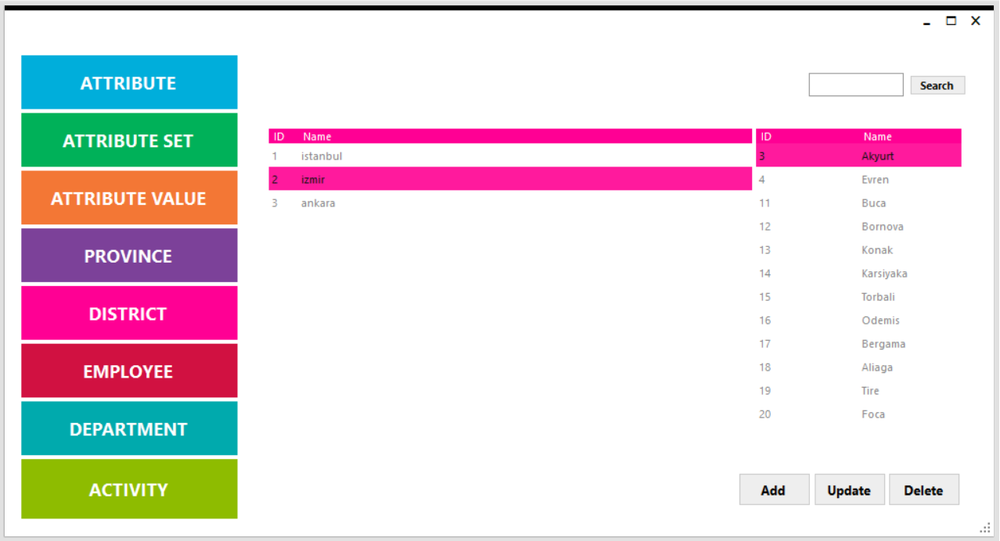 ATTRIBUTE
ATTRIBUTE SET
ATTRIBUTE VALUE
PROVINCE
DISTRICT
EMPLOYEE
DEPARTMENT
ACTIVITY
Search
ID Name
1 istanbul
2 izmir
3 ankara
ID Name
3 Akyurt
4 Evren
11 Buca
12 Bornova
13 Konak
14 Karsiyaka
15 Torbali
16 Odemis
17 Bergama
18 Aliaga
19 Tire
20 Foca
Add Update Delete